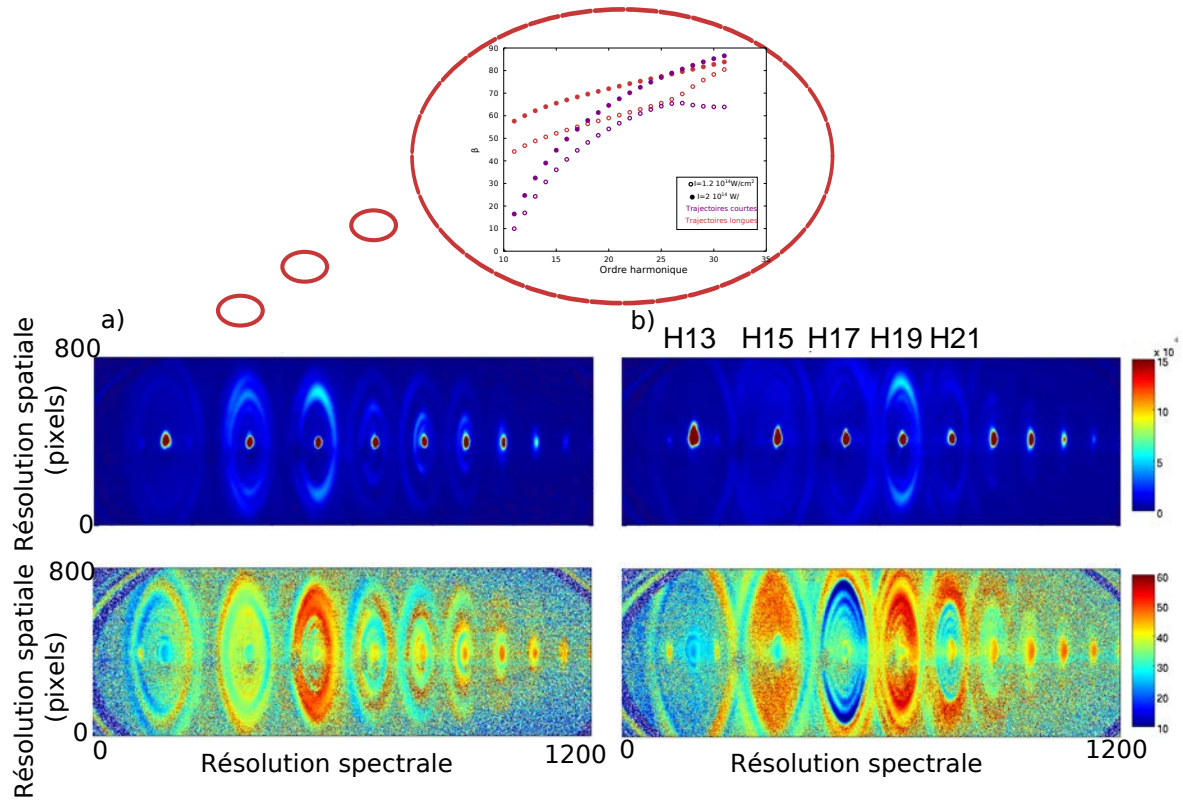 90
80
70
60
50
40
30
20
10
0
β
10 15 20 25 30 35
Ordre harmonique
I=1.2 10¹⁴W/cm²
I=2 10¹⁴ W/
Trajectoires courtes
Trajectoires longues
a)
b)
H13 H15 H17 H19 H21
800
0
Résolution spatiale
(pixels)
x 10⁴
15
10
5
0
800
0
Résolution spatiale
(pixels)
60
50
40
30
20
10
0 1200
Résolution spectrale
0 1200
Résolution spectrale